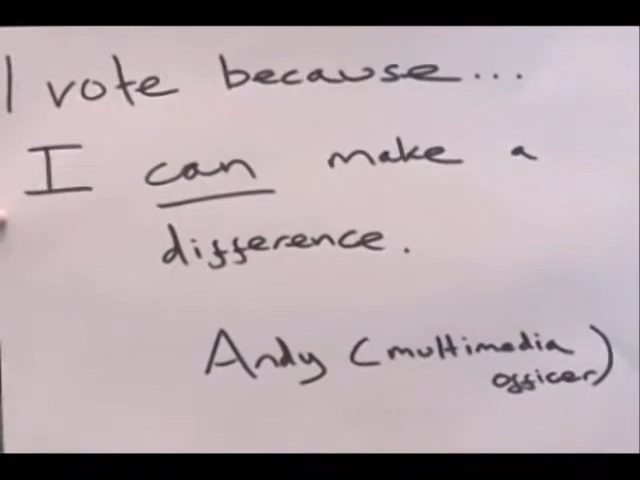 I vote because...
I can make a
difference.
Andy (multimedia
officer)